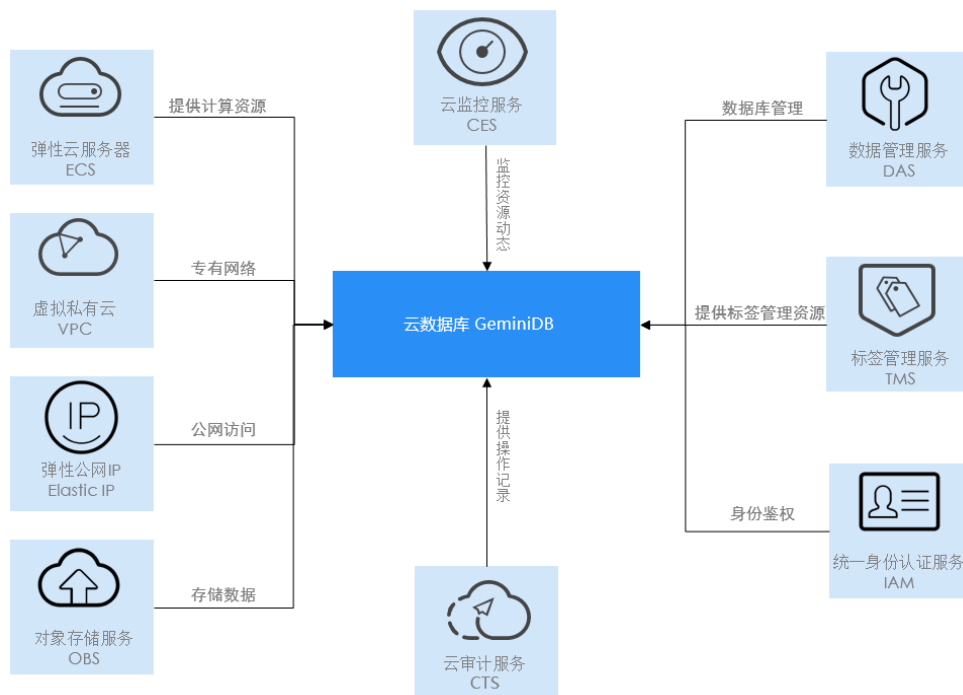 弹性云服务器
ECS
提供计算资源
虚拟私有云
VPC
专有网络
IP
弹性公网IP
Elastic IP
公网访问
对象存储服务
OBS
存储数据
云监控服务
CES
监控资源动态
云数据库 GeminiDB
提供操作记录
云审计服务
CTS
数据库管理
数据管理服务
DAS
提供标签管理资源
标签管理服务
TMS
身份鉴权
统一身份认证服务
IAM